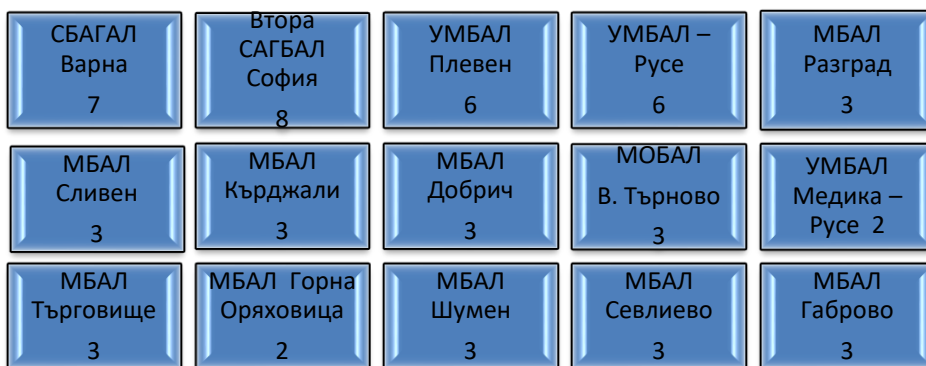 СБАГАЛ
Варна
7
Втора
САГБАЛ
София
8
УМБАЛ
Плевен
6
УМБАЛ –
Русе
6
МБАЛ
Разград
3
МБАЛ
Сливен
3
МБАЛ
Кърджали
3
МБАЛ
Добрич
3
МОБАЛ
В. Търново
3
УМБАЛ
Медика –
Русе 2
МБАЛ
Търговище
3
МБАЛ Горна
Оряховица
2
МБАЛ
Шумен
3
МБАЛ
Севлиево
3
МБАЛ
Габрово
3